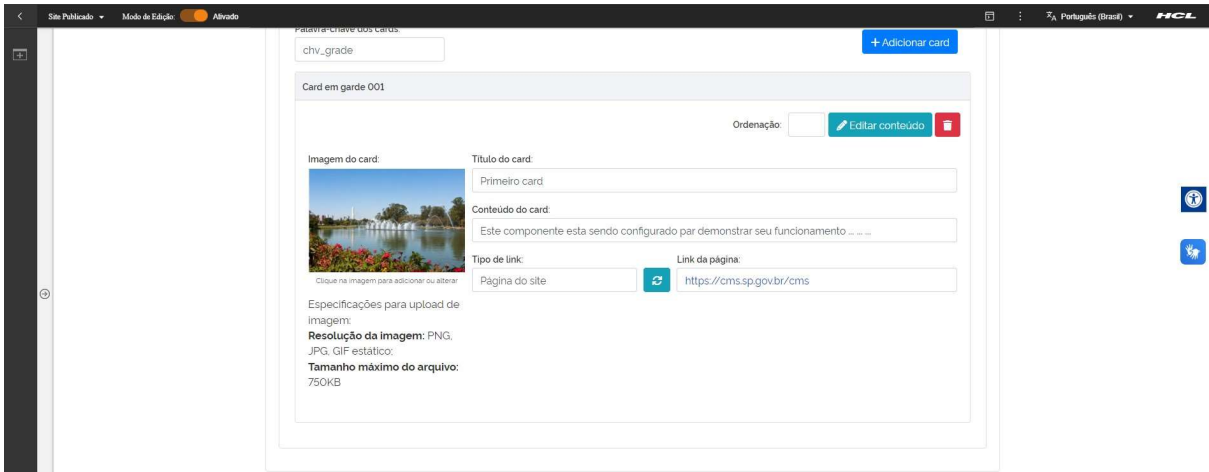 Site Publicado
Modo de Edição:
Ativado
Português (Brasil)
HCL
Palavra-chave dos cards:
chv_grade
+ Adicionar card
Card em garde 001
Ordenação:
Editar conteúdo
Imagem do card:
Título do card:
Primeiro card
Conteúdo do card:
Este componente esta sendo configurado par demonstrar seu funcionamento ... ... ...
Tipo de link:
Link da página:
Página do site
https://cms.sp.gov.br/cms
Clique na imagem para adicionar ou alterar
Especificações para upload de
imagem:
Resolução da imagem: PNG,
JPG, GIF estático;
Tamanho máximo do arquivo:
750KB